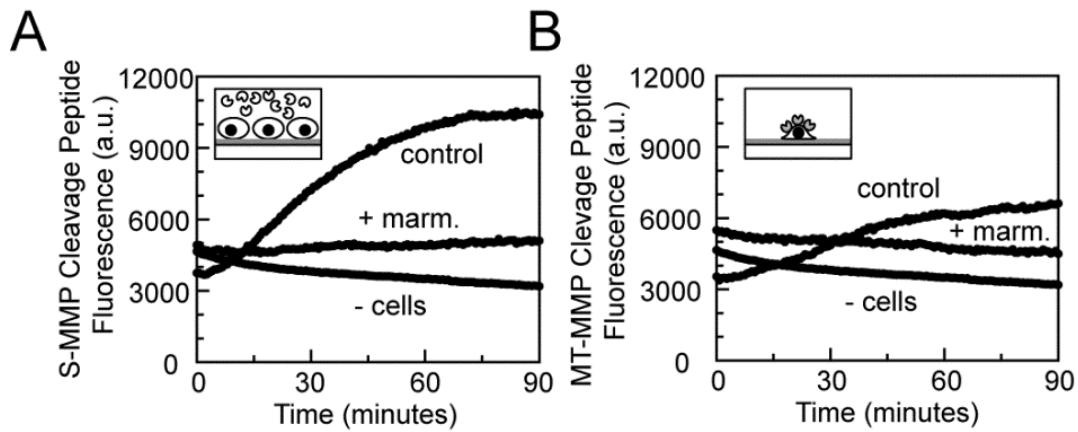 A
S-MMP Cleavage Peptide
Fluorescence (a.u.)
12000
9000
6000
3000
0
control
+ marm.
- cells
0 30 60 90
Time (minutes)
B
MT-MMP Clevage Peptide
Fluorescence (a.u.)
12000
9000
6000
3000
0
control
+ marm.
- cells
0 30 60 90
Time (minutes)